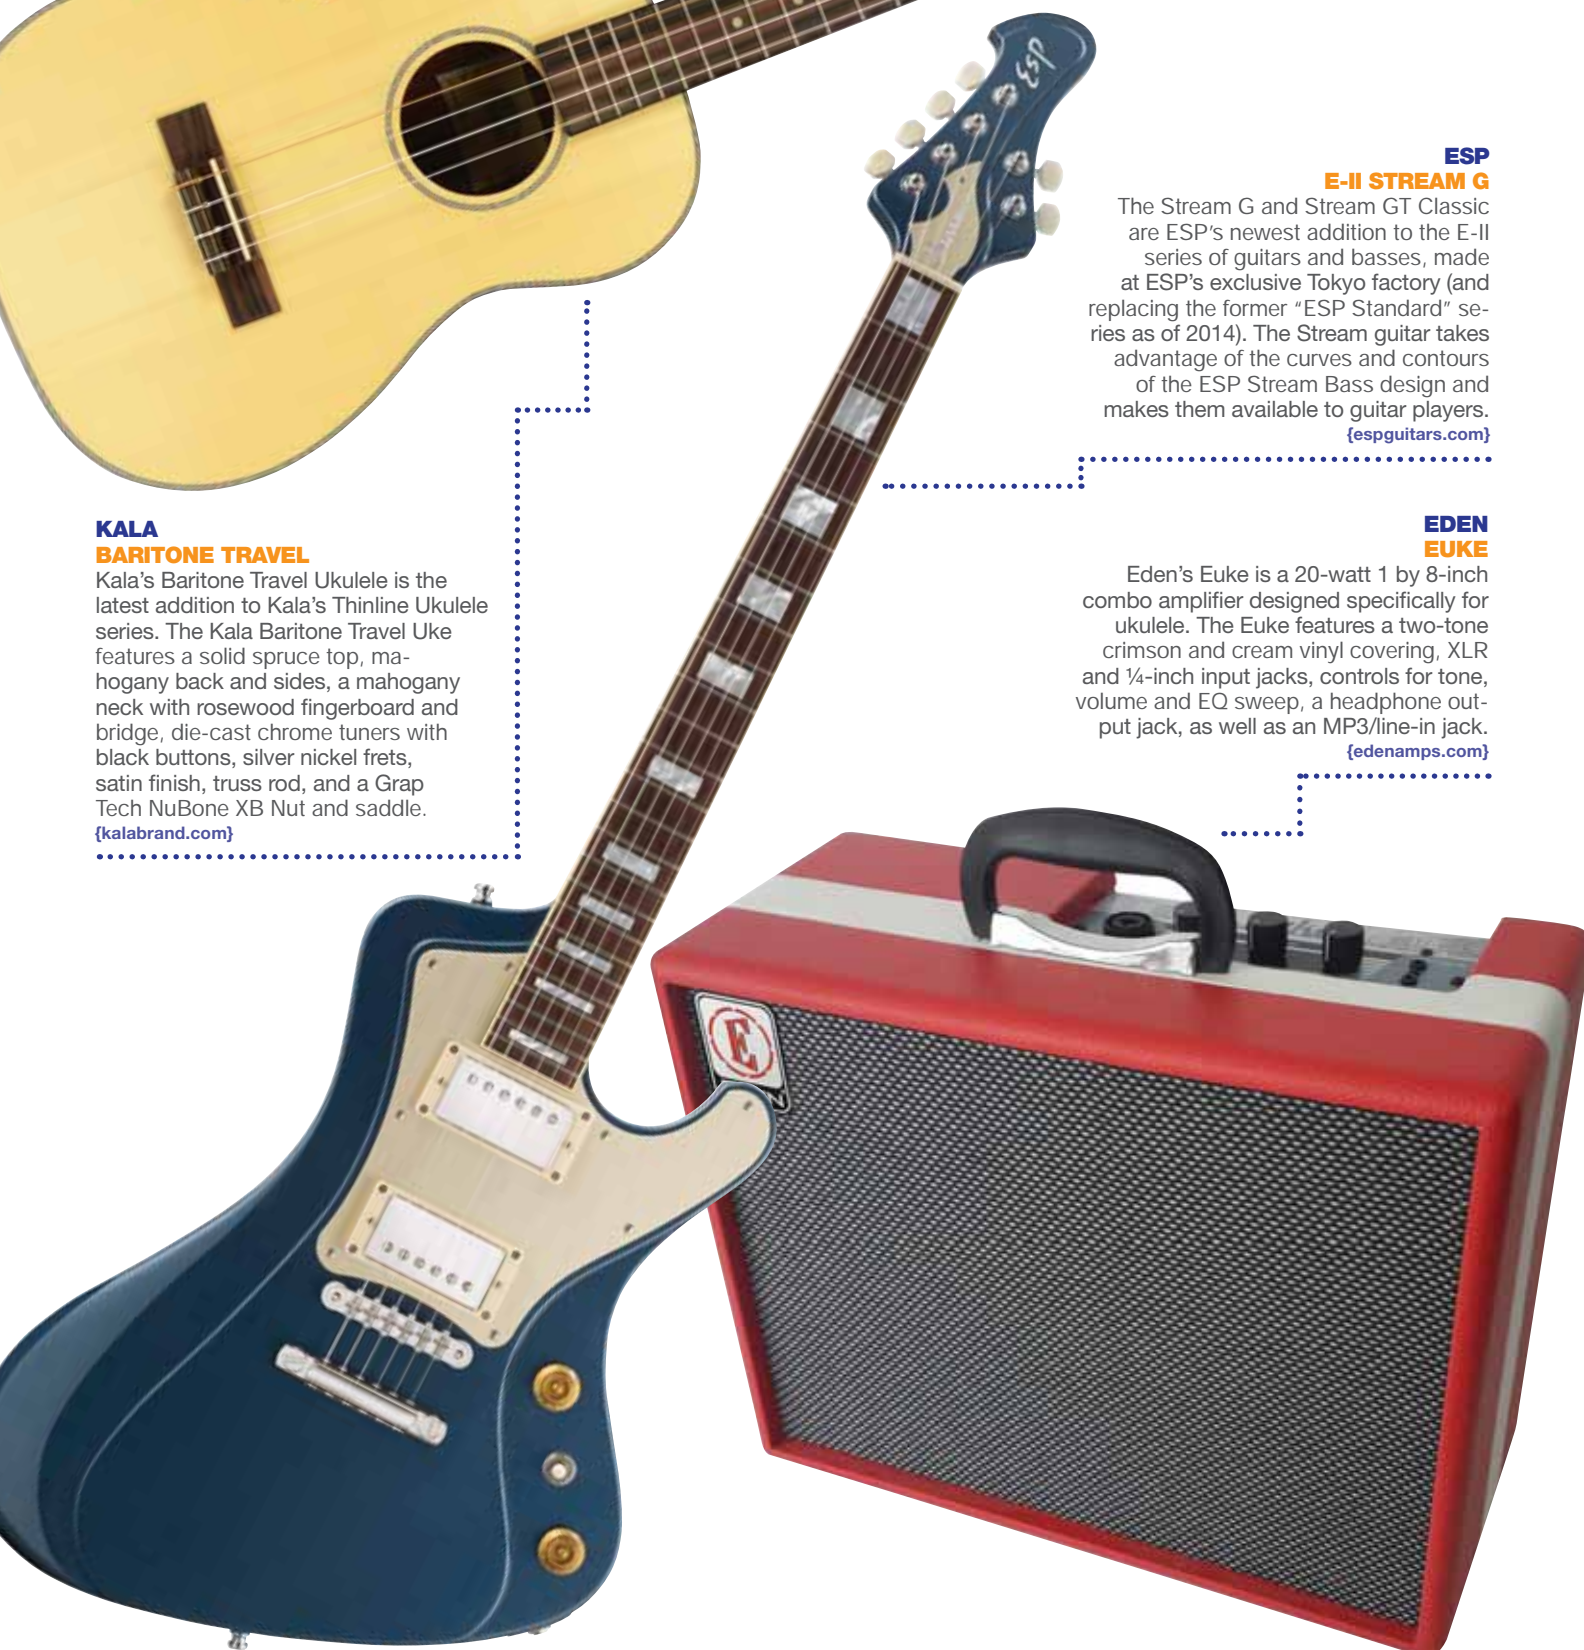 ESP
ESP
E-II STREAM G
The Stream G and Stream GT Classic
are ESP’s newest addition to the E-II
series of guitars and basses, made
at ESP’s exclusive Tokyo factory (and
replacing the former “ESP Standard” se-
ries as of 2014). The Stream guitar takes
advantage of the curves and contours
of the ESP Stream Bass design and
makes them available to guitar players.
{espguitars.com}
KALA
BARITONE TRAVEL
Kala’s Baritone Travel Ukulele is the
latest addition to Kala’s Thinline Ukulele
series. The Kala Baritone Travel Uke
features a solid spruce top, ma-
hogany back and sides, a mahogany
neck with rosewood fingerboard and
bridge, die-cast chrome tuners with
black buttons, silver nickel frets,
satin finish, truss rod, and a Grap
Tech NuBone XB Nut and saddle.
{kalabrand.com}
EDEN
EUKE
Eden’s Euke is a 20-watt 1 by 8-inch
combo amplifier designed specifically for
ukulele. The Euke features a two-tone
crimson and cream vinyl covering, XLR
and ¼-inch input jacks, controls for tone,
volume and EQ sweep, a headphone out-
put jack, as well as an MP3/line-in jack.
{edenamps.com}
E